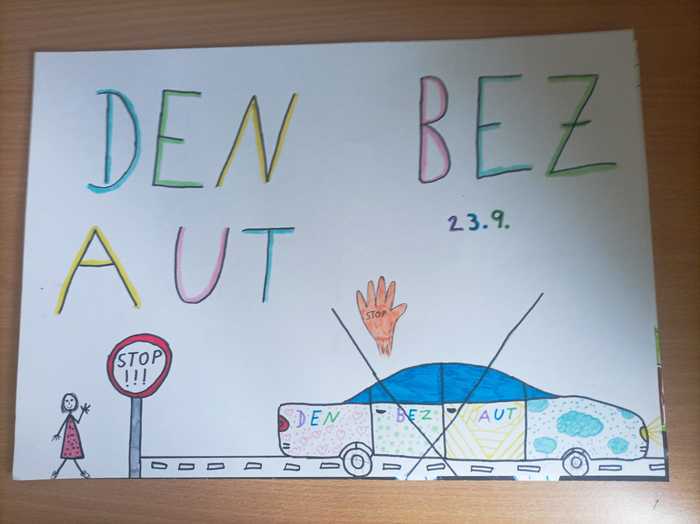 DEN BEZ
AUT
23.9.
STOP
STOP
!!!
DEN BEZ AUT